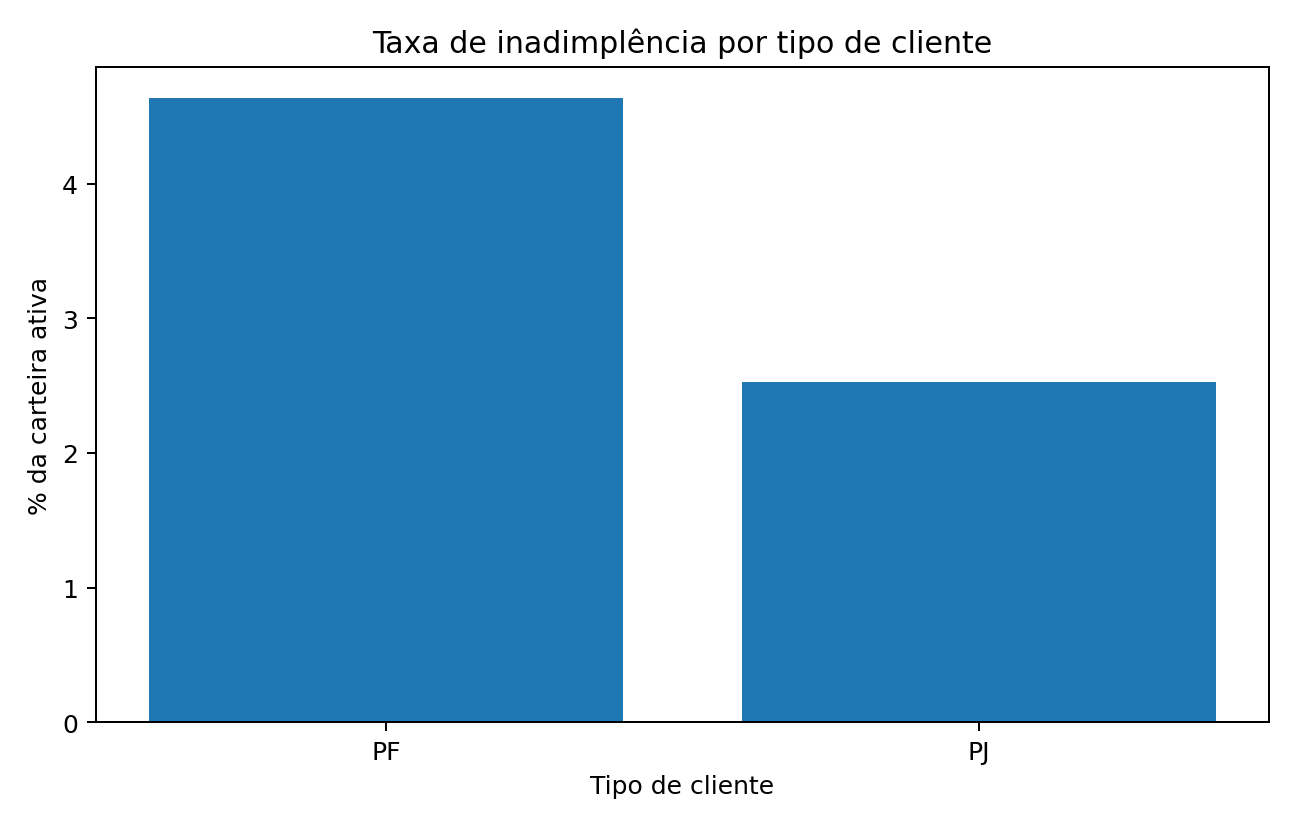 Taxa de inadimplência por tipo de cliente
% da carteira ativa
4
3
2
1
0
PF
PJ
Tipo de cliente